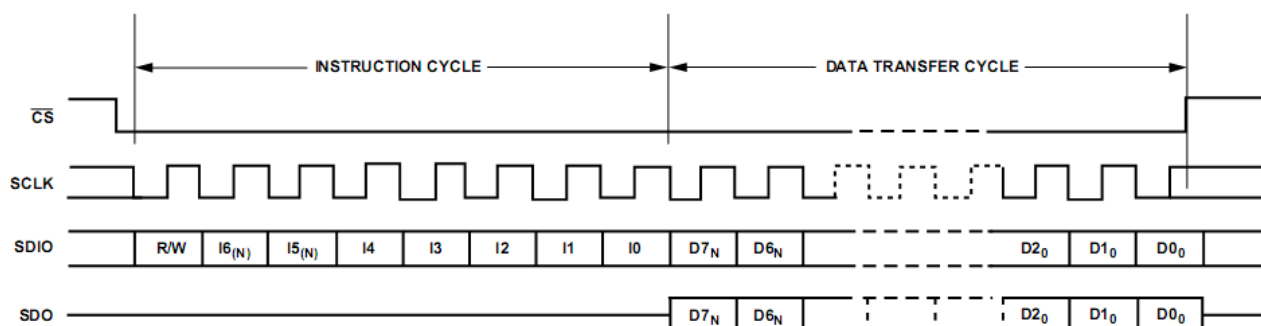 INSTRUCTION CYCLE DATA TRANSFER CYCLE
CS
SCLK
SDIO R/W I6(N) I5(N) I4 I3 I2 I1 I0 D7N D6N D20 D10 D00
SDO D7N D6N D20 D10 D00